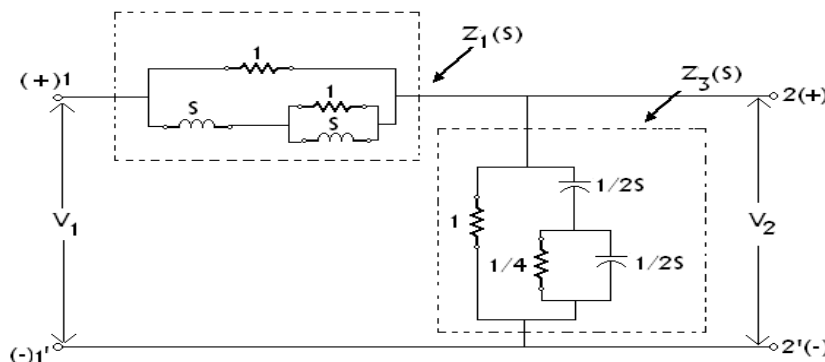 Z1(S)
1
Z3(S)
(+)1
S
1
S
2(+)
V1
1
1/2S
1/4
1/2S
V2
(-)1'
2'(-)